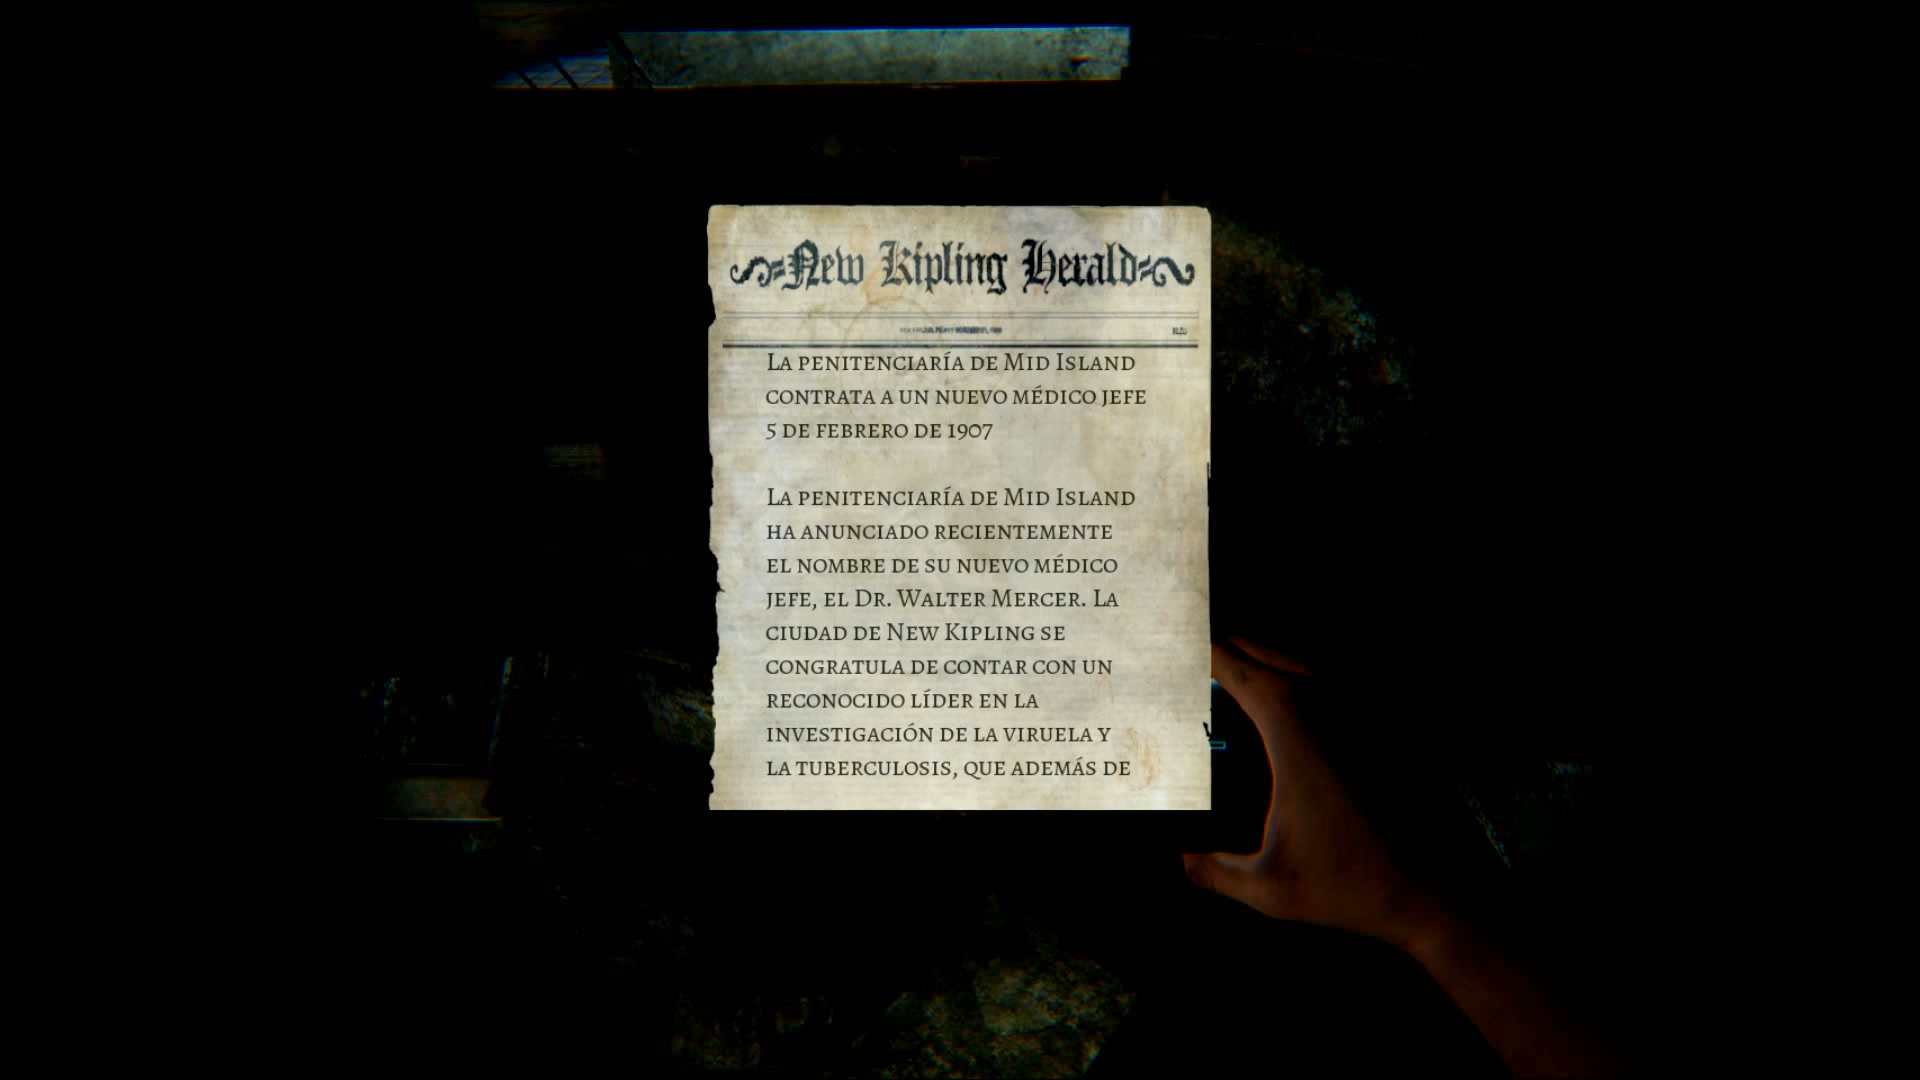 New Kipling Herald
La penitenciaría de Mid Island
contrata a un nuevo médico jefe
5 de febrero de 1907
La penitenciaría de Mid Island
ha anunciado recientemente
el nombre de su nuevo médico
jefe, el Dr. Walter Mercer. La
ciudad de New Kipling se
congratula de contar con un
reconocido líder en la
investigación de la viruela y
la tuberculosis, que además de